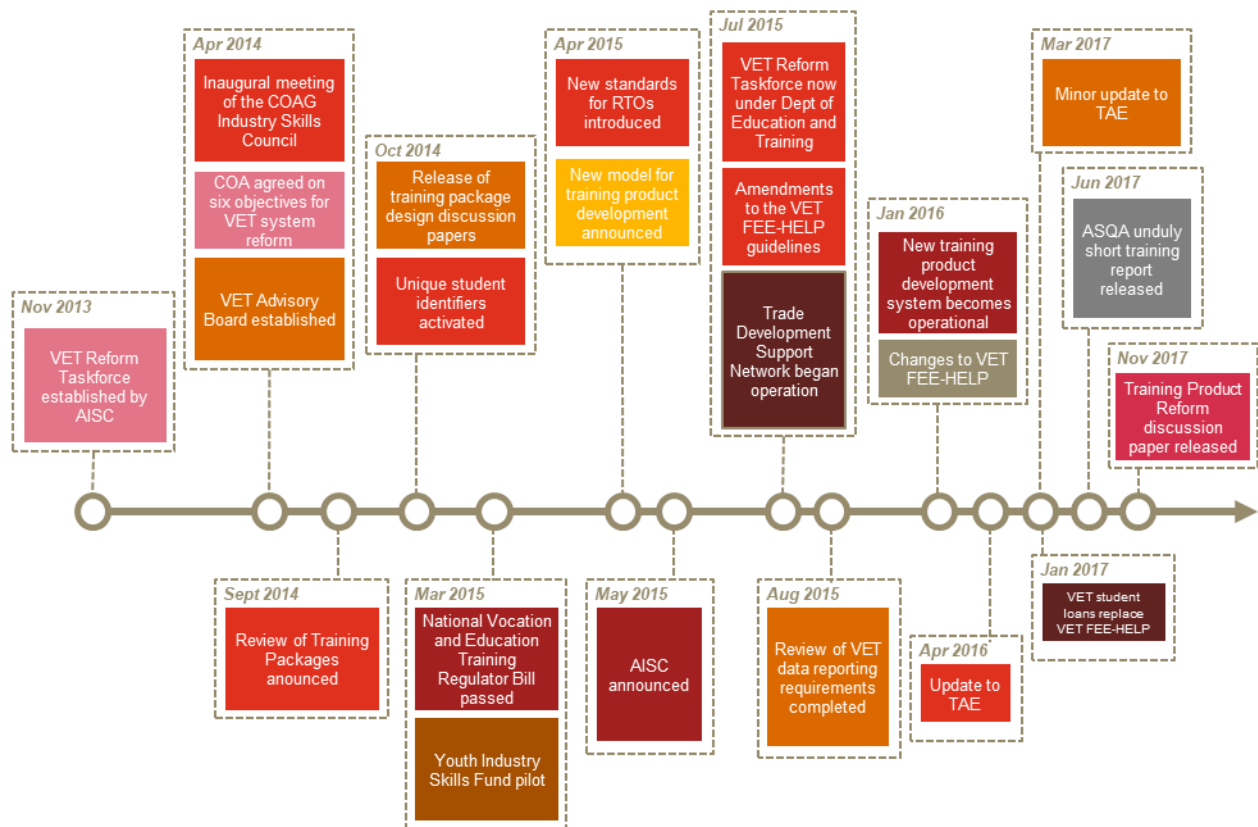 Nov 2013
VET Reform
Taskforce
established by
AISC
Apr 2014
Inaugural meeting
of the COAG
Industry Skills
Council
COA agreed on
six objectives for
VET system
reform
VET Advisory
Board established
Oct 2014
Release of
training package
design discussion
papers
Unique student
identifiers
activated
Apr 2015
New standards
for RTOs
introduced
New model for
training product
development
announced
Jul 2015
VET Reform
Taskforce now
under Dept of
Education and
Training
Amendments
to the VET
FEE-HELP
guidelines
Trade
Development
Support
Network began
operation
Jan 2016
New training
product
development
system becomes
operational
Changes to VET
FEE-HELP
Mar 2017
Minor update to
TAE
Jun 2017
ASQA unduly
short training
report
released
Nov 2017
Training Product
Reform
discussion
paper released
Sept 2014
Review of Training
Packages
anounced
Mar 2015
National Vocation
and Education
Training
Regulator Bill
passed
Youth Industry
Skills Fund pilot
May 2015
AISC
announced
Aug 2015
Review of VET
data reporting
requirements
completed
Apr 2016
Update to
TAE
Jan 2017
VET student
loans replace
VET FEE-HELP